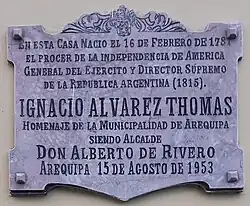 EN ESTA CASA NACIO EL 16 DE FEBRERO DE 1787
EL PROCER DE LA INDEPENDENCIA DE AMERICA
GENERAL DEL EJERCITO Y DIRECTOR SUPREMO
DE LA REPUBLICA ARGENTINA (1815).
IGNACIO ALVAREZ THOMAS
HOMENAJE DE LA MUNICIPALIDAD DE AREQUIPA
SIENDO ALCALDE
DON ALBERTO DE RIVERO
AREQUIPA 15 DE AGOSTO DE 1953